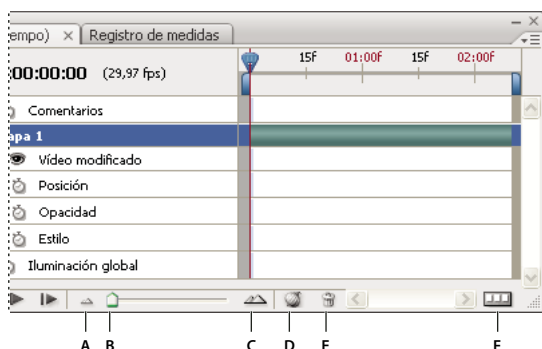 empo) × Registro de medidas
:00:00:00 (29,97 fps)
15f 01:00f 15f 02:00f
Comentarios
apa 1
Vídeo modificado
Posición
Opacidad
Estilo
Iluminación global
A B C D E F